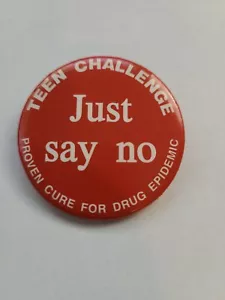 TEEN CHALLENGE
Just
say no
PROVEN CURE FOR DRUG EPIDEMIC